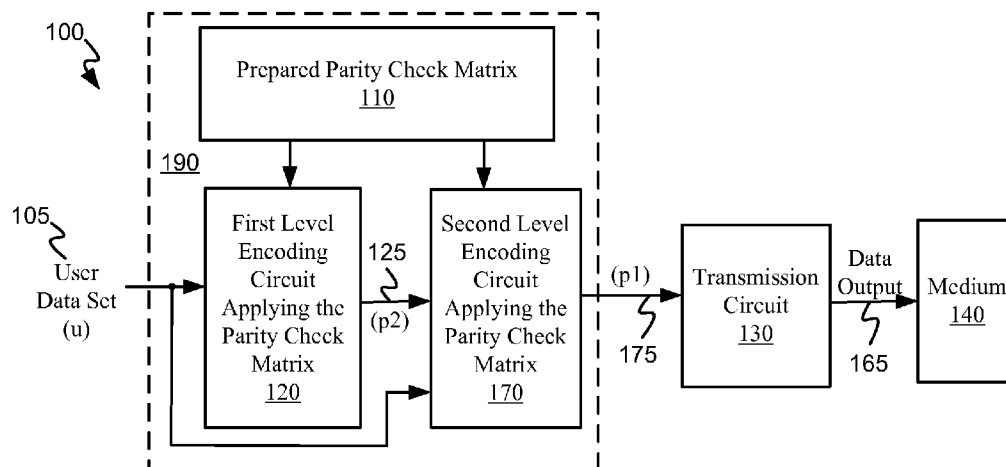 100
Prepared Parity Check Matrix
110
190
105
User
Data Set
(u)
First Level
Encoding
Circuit
Applying the
Parity Check
Matrix
120
125
(p2)
Second Level
Encoding
Circuit
Applying the
Parity Check
Matrix
170
(p1)
175
Transmission
Circuit
130
Data
Output
165
Medium
140